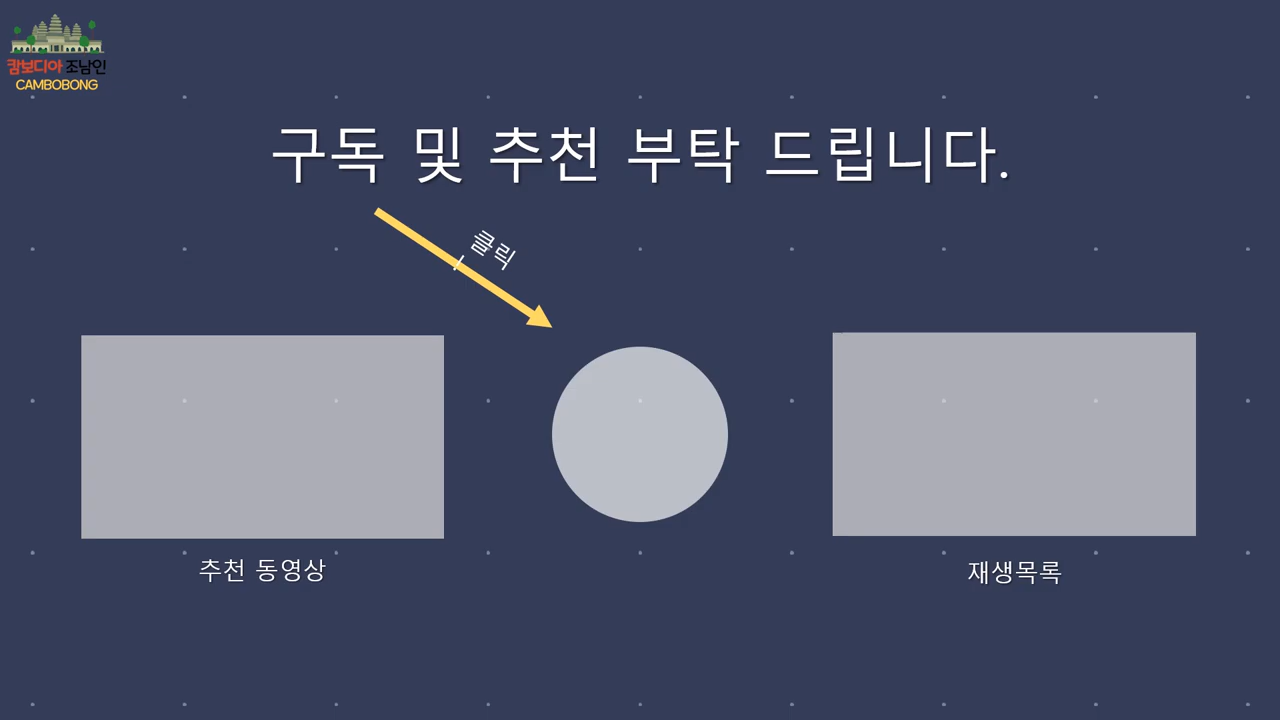 캄보디아 조남인
CAMBOBONG
구독 및 추천 부탁 드립니다.
클릭
추천 동영상
재생목록